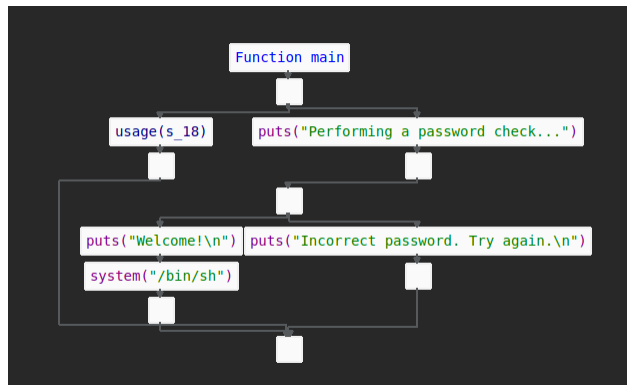 Function main
usage(s_18)
puts("Performing a password check...")
puts("Welcome!\n")
puts("Incorrect password. Try again.\n")
system("/bin/sh")